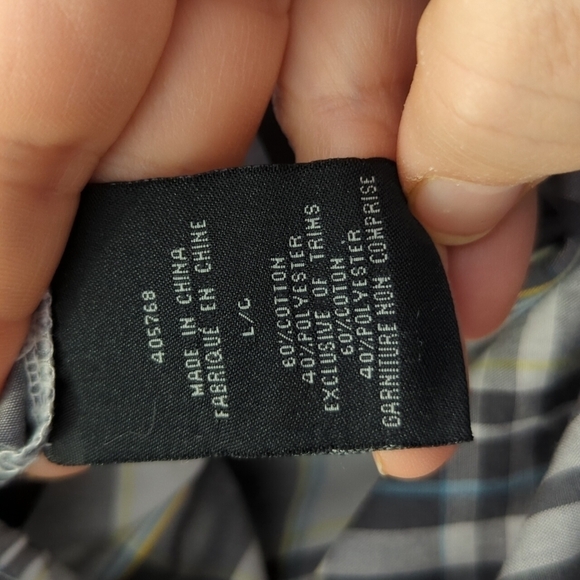 405768
MADE IN CHINA
FABRIQUÉ EN CHINE
L/G
60%COTTON
40%POLYESTER
EXCLUSIVE OF TRIMS
60%COTON
40%POLYESTER
GARNITURE NON COMPRISE